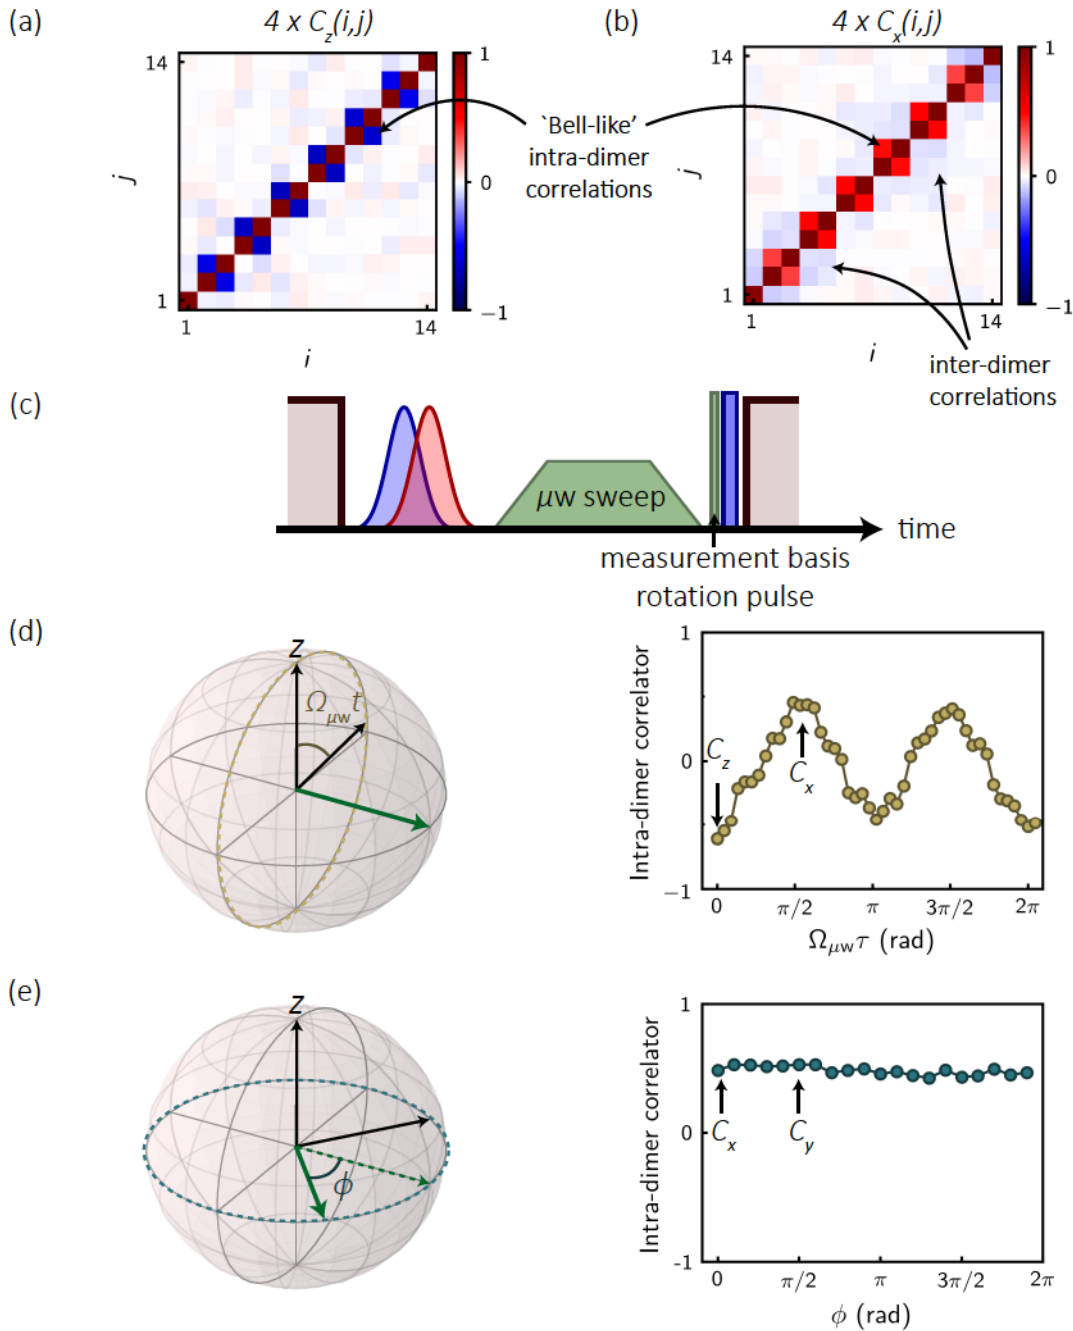 (a)
4 x C_z(i,j)
(b)
4 x C_x(i,j)
14
1
j
1
0
−1
1
14
i
`Bell-like’
intra-dimer
correlations
14
1
j
1
0
−1
1
14
i
inter-dimer
correlations
(c)
μw sweep
time
measurement basis
rotation pulse
(d)
z
Ω_μw t
Intra-dimer correlator
1
0
−1
C_z
C_x
0
π/2
π
3π/2
2π
Ω_μw τ (rad)
(e)
z
ϕ
Intra-dimer correlator
1
0
-1
C_x
C_y
0
π/2
π
3π/2
2π
ϕ (rad)